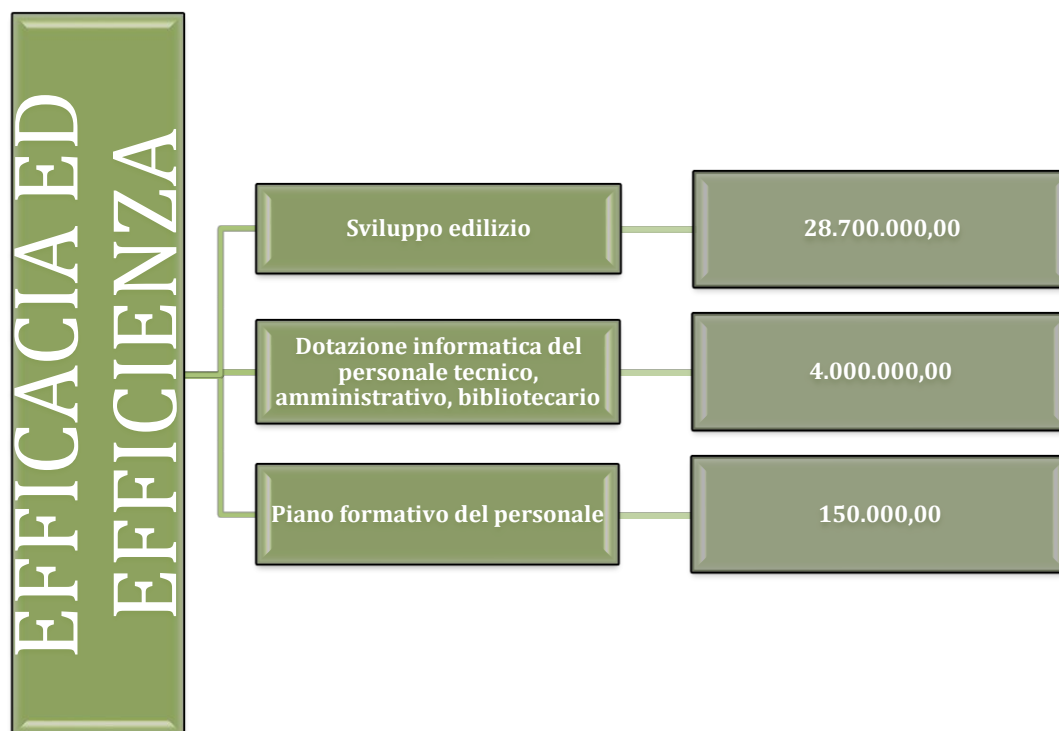 EFFICACIA ED
EFFICIENZA
Sviluppo edilizio
28.700.000,00
Dotazione informatica del
personale tecnico,
amministrativo, bibliotecario
4.000.000,00
Piano formativo del personale
150.000,00